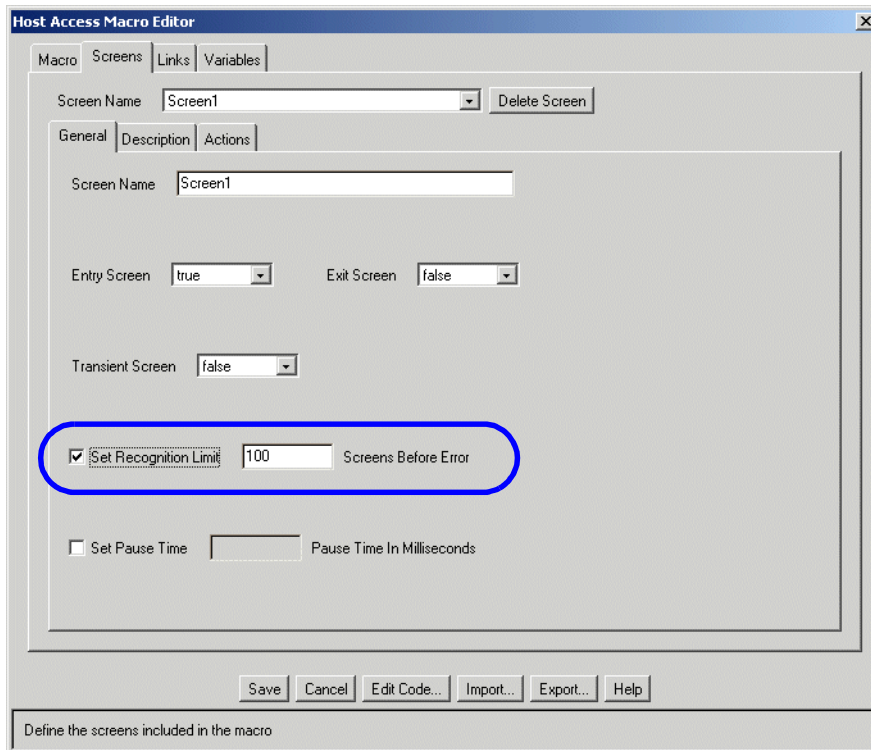 Host Access Macro Editor
Macro Screens Links Variables
Screen Name Screen1 Delete Screen
General Description Actions
Screen Name Screen1
Entry Screen true Exit Screen false
Transient Screen false
Set Recognition Limit 100 Screens Before Error
Set Pause Time Pause Time In Milliseconds
Save Cancel Edit Code... Import... Export... Help
Define the screens included in the macro